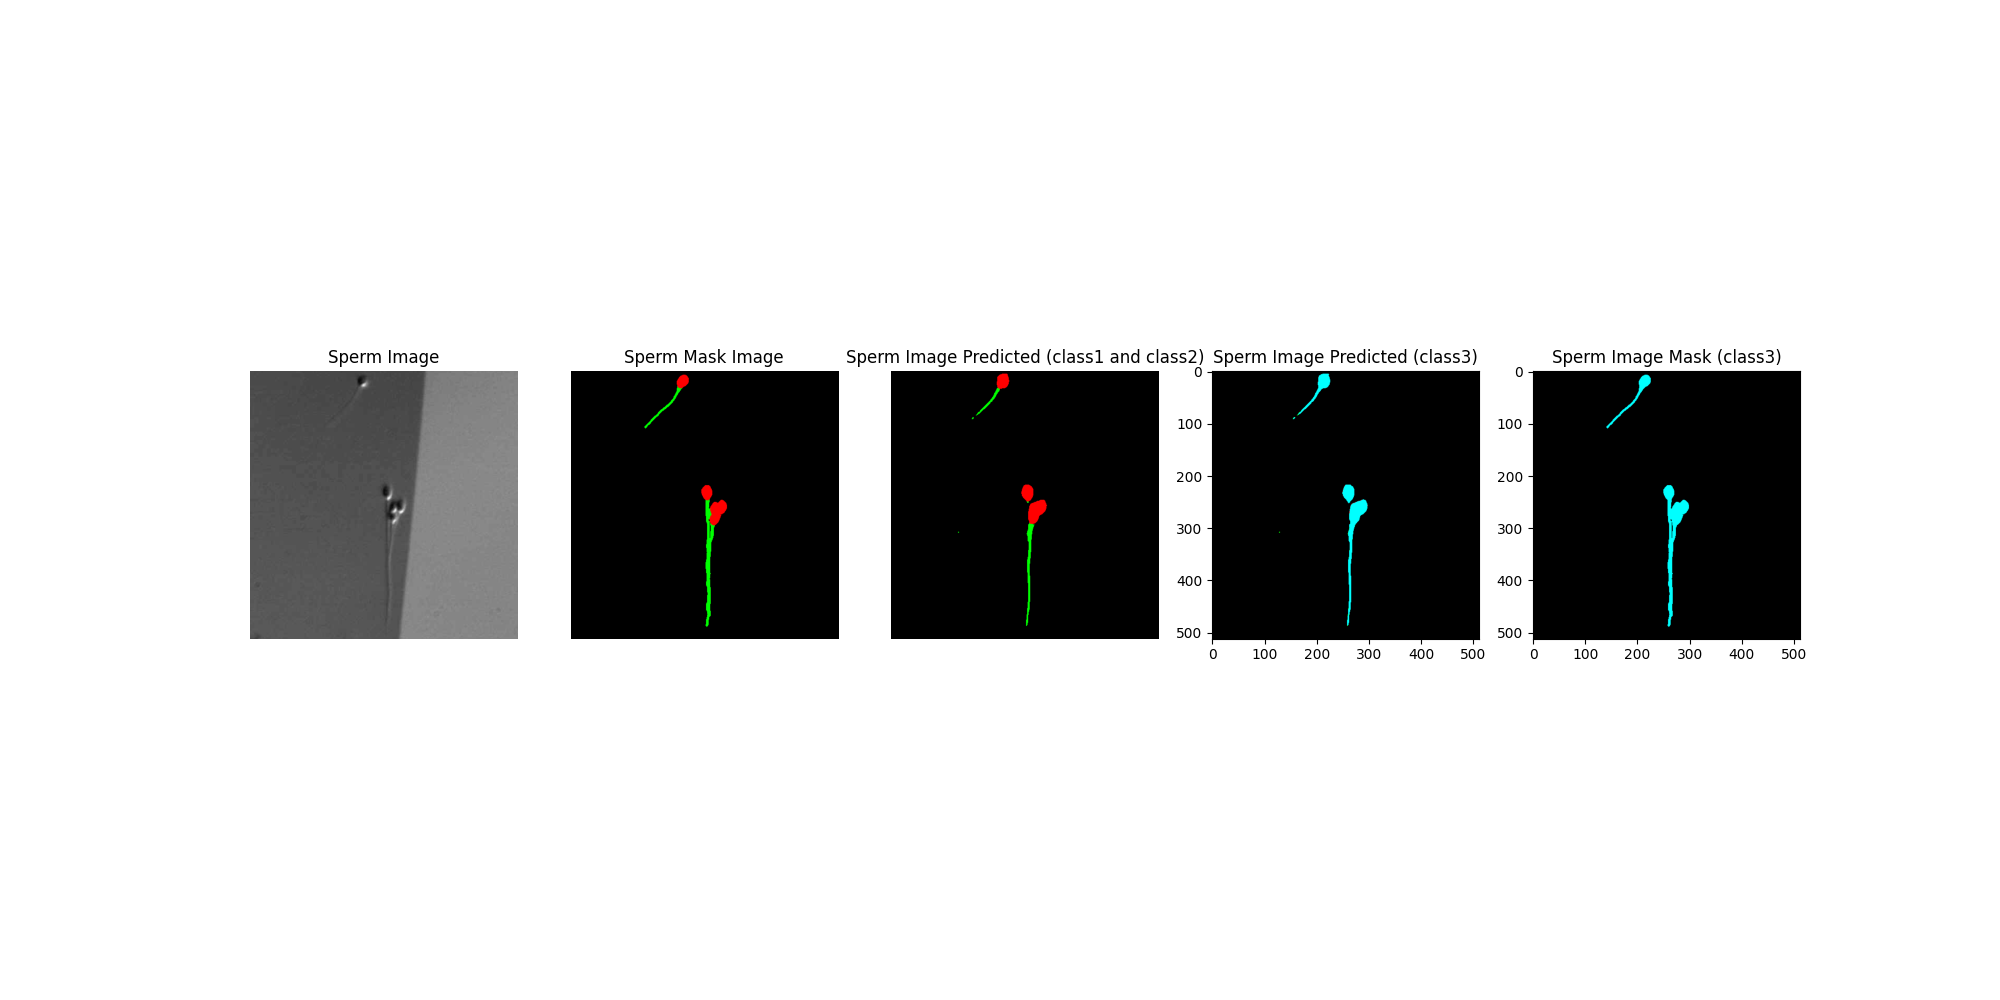 Sperm Image
Sperm Mask Image
Sperm Image Predicted (class1 and class2)
Sperm Image Predicted (class3)
Sperm Image Mask (class3)
0
100
200
300
400
500
0 100 200 300 400 500
0
100
200
300
400
500
0 100 200 300 400 500